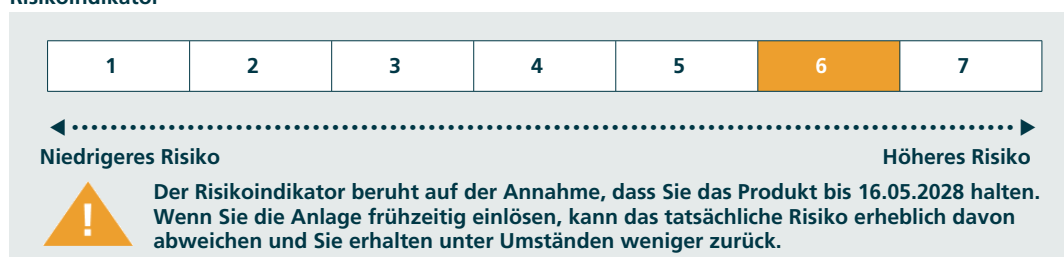 Risikoindikator
1 2 3 4 5 6 7
Niedrigeres Risiko Höheres Risiko
Der Risikoindikator beruht auf der Annahme, dass Sie das Produkt bis 16.05.2028 halten.
Wenn Sie die Anlage frühzeitig einlösen, kann das tatsächliche Risiko erheblich davon
abweichen und Sie erhalten unter Umständen weniger zurück.